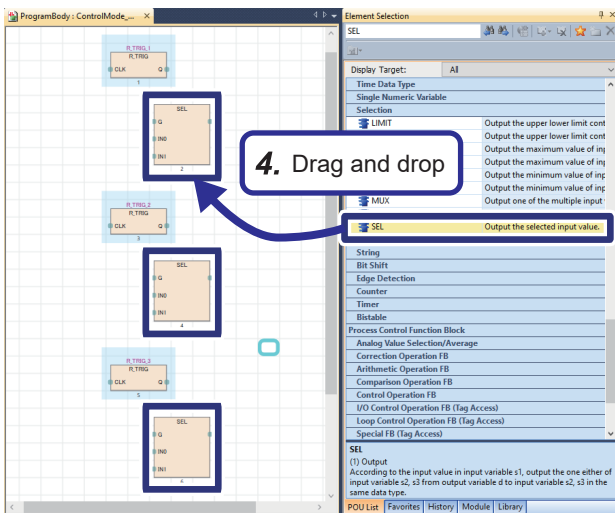 ProgramBody : ControlMode_...
Element Selection
SEL
Display Target: All
Time Data Type
Single Numeric Variable
Selection
LIMIT Output the upper lower limit cont
Output the upper lower limit cont
Output the maximum value of inp
Output the maximum value of inp
Output the minimum value of inp
Output the minimum value of inp
MUX Output one of the multiple input
SEL Output the selected input value.
String
Bit Shift
Edge Detection
Counter
Timer
Bistable
Process Control Function Block
Analog Value Selection/Average
Correction Operation FB
Arithmetic Operation FB
Comparison Operation FB
Control Operation FB
I/O Control Operation FB (Tag Access)
Loop Control Operation FB (Tag Access)
Special FB (Tag Access)
SEL
(1) Output
According to the input value in input variable s1, output the one either of
input variable s2, s3 from output variable d to input variable s2, s3 in the
same data type.
POU List Favorites History Module Library
4. Drag and drop
R_TRIG_1
R_TRIG
CLK Q
1
SEL
G
IN0
IN1
2
R_TRIG_2
R_TRIG
CLK Q
3
SEL
G
IN0
IN1
4
R_TRIG_3
R_TRIG
CLK Q
5
SEL
G
IN0
IN1
6